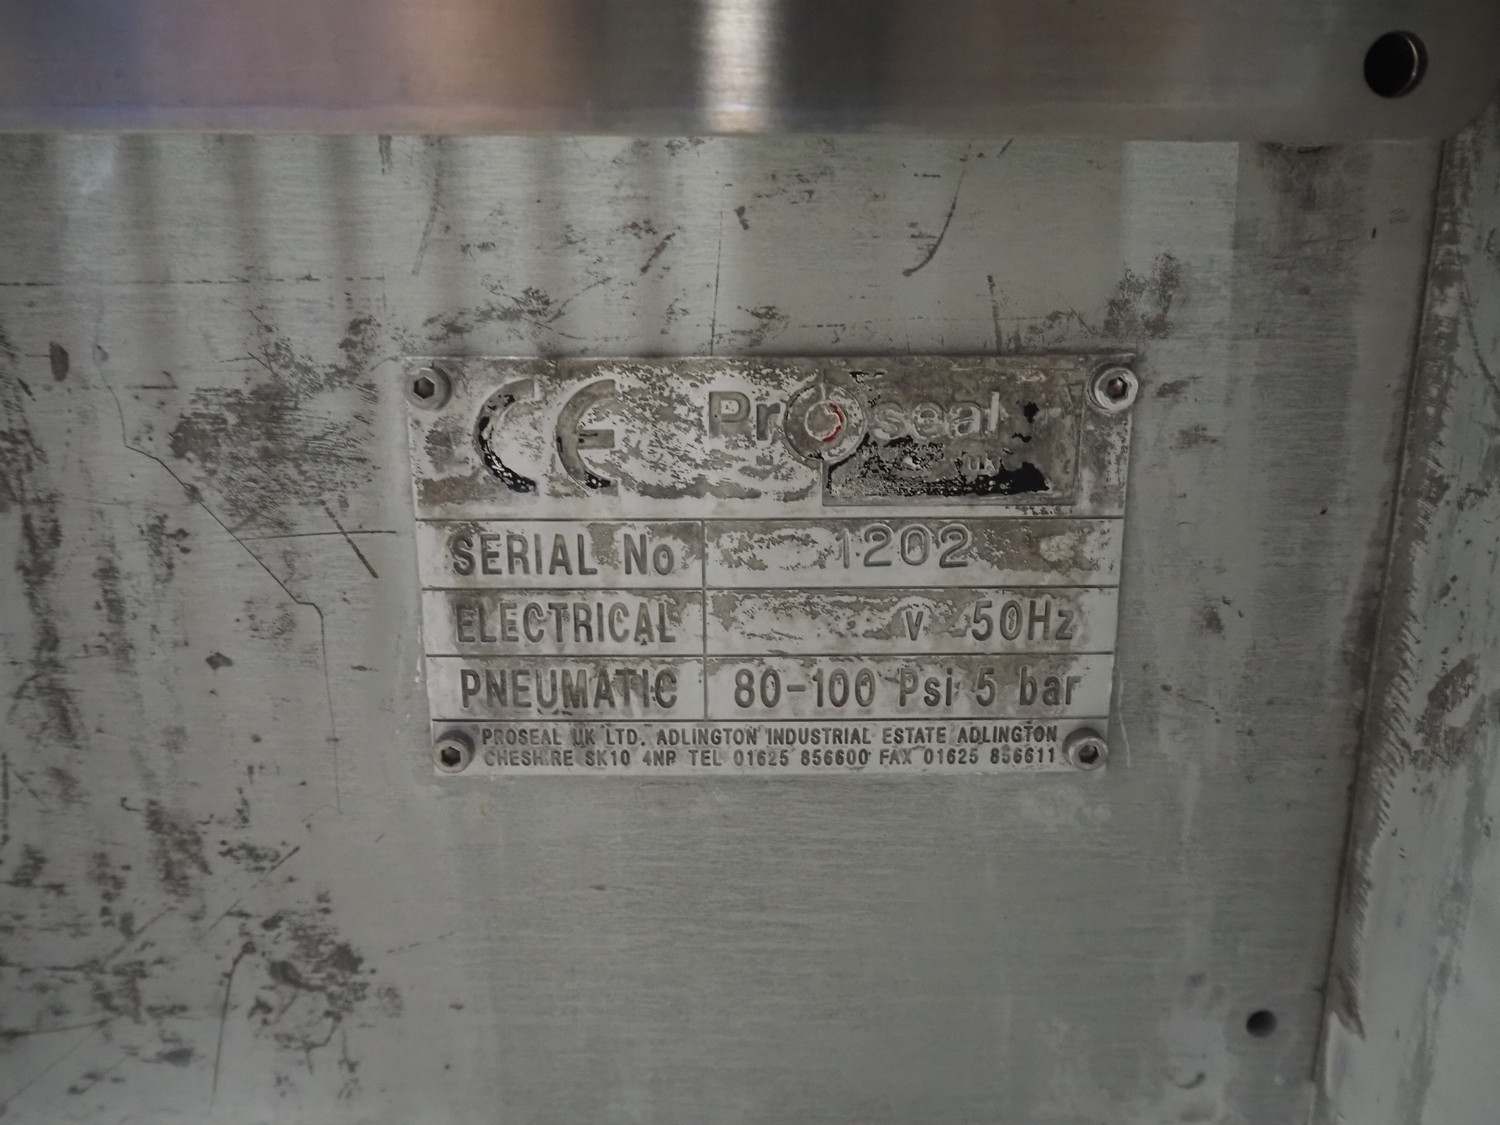 CE Proseal
UK
SERIAL No 1202
ELECTRICAL v 50Hz
PNEUMATIC 80-100 Psi 5 bar
PROSEAL UK LTD. ADLINGTON INDUSTRIAL ESTATE ADLINGTON
CHESHIRE SK10 4NP TEL 01625 856600 FAX 01625 856611